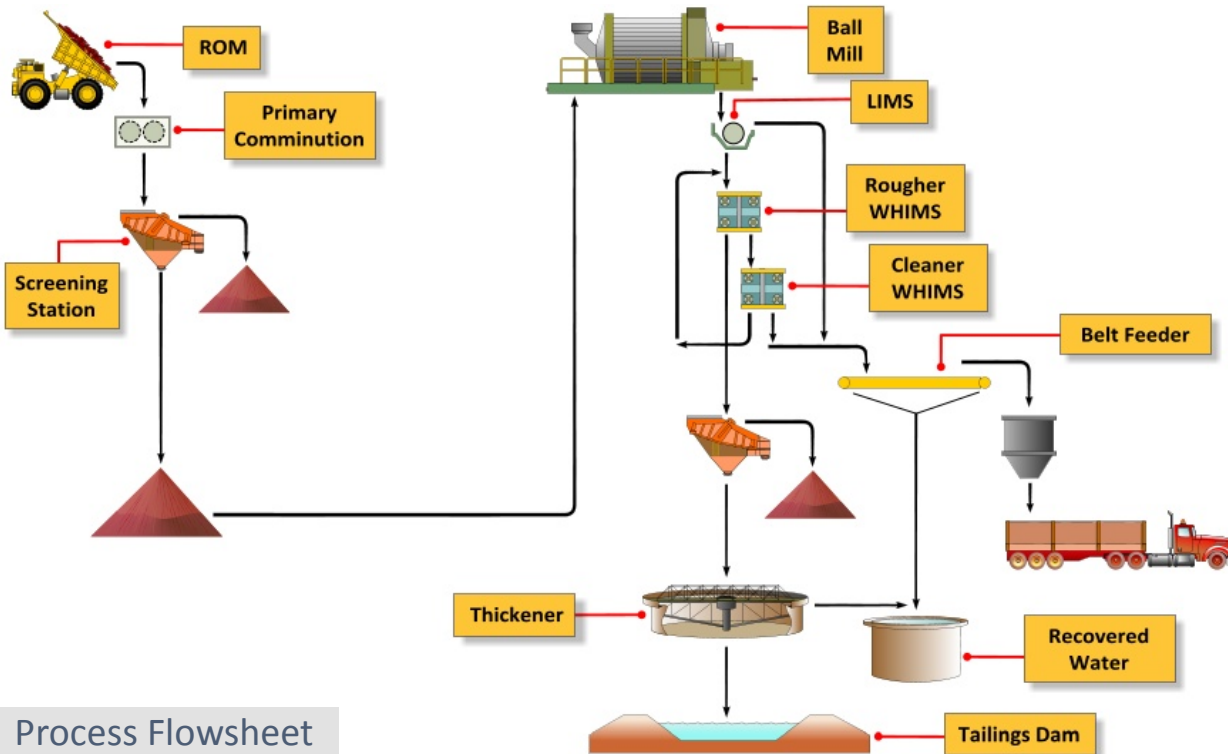 ROM
Ball
Mill
LIMS
Primary
Comminution
Rougher
WHIMS
Cleaner
WHIMS
Screening
Station
Belt Feeder
Thickener
Recovered
Water
Process Flowsheet
Tailings Dam